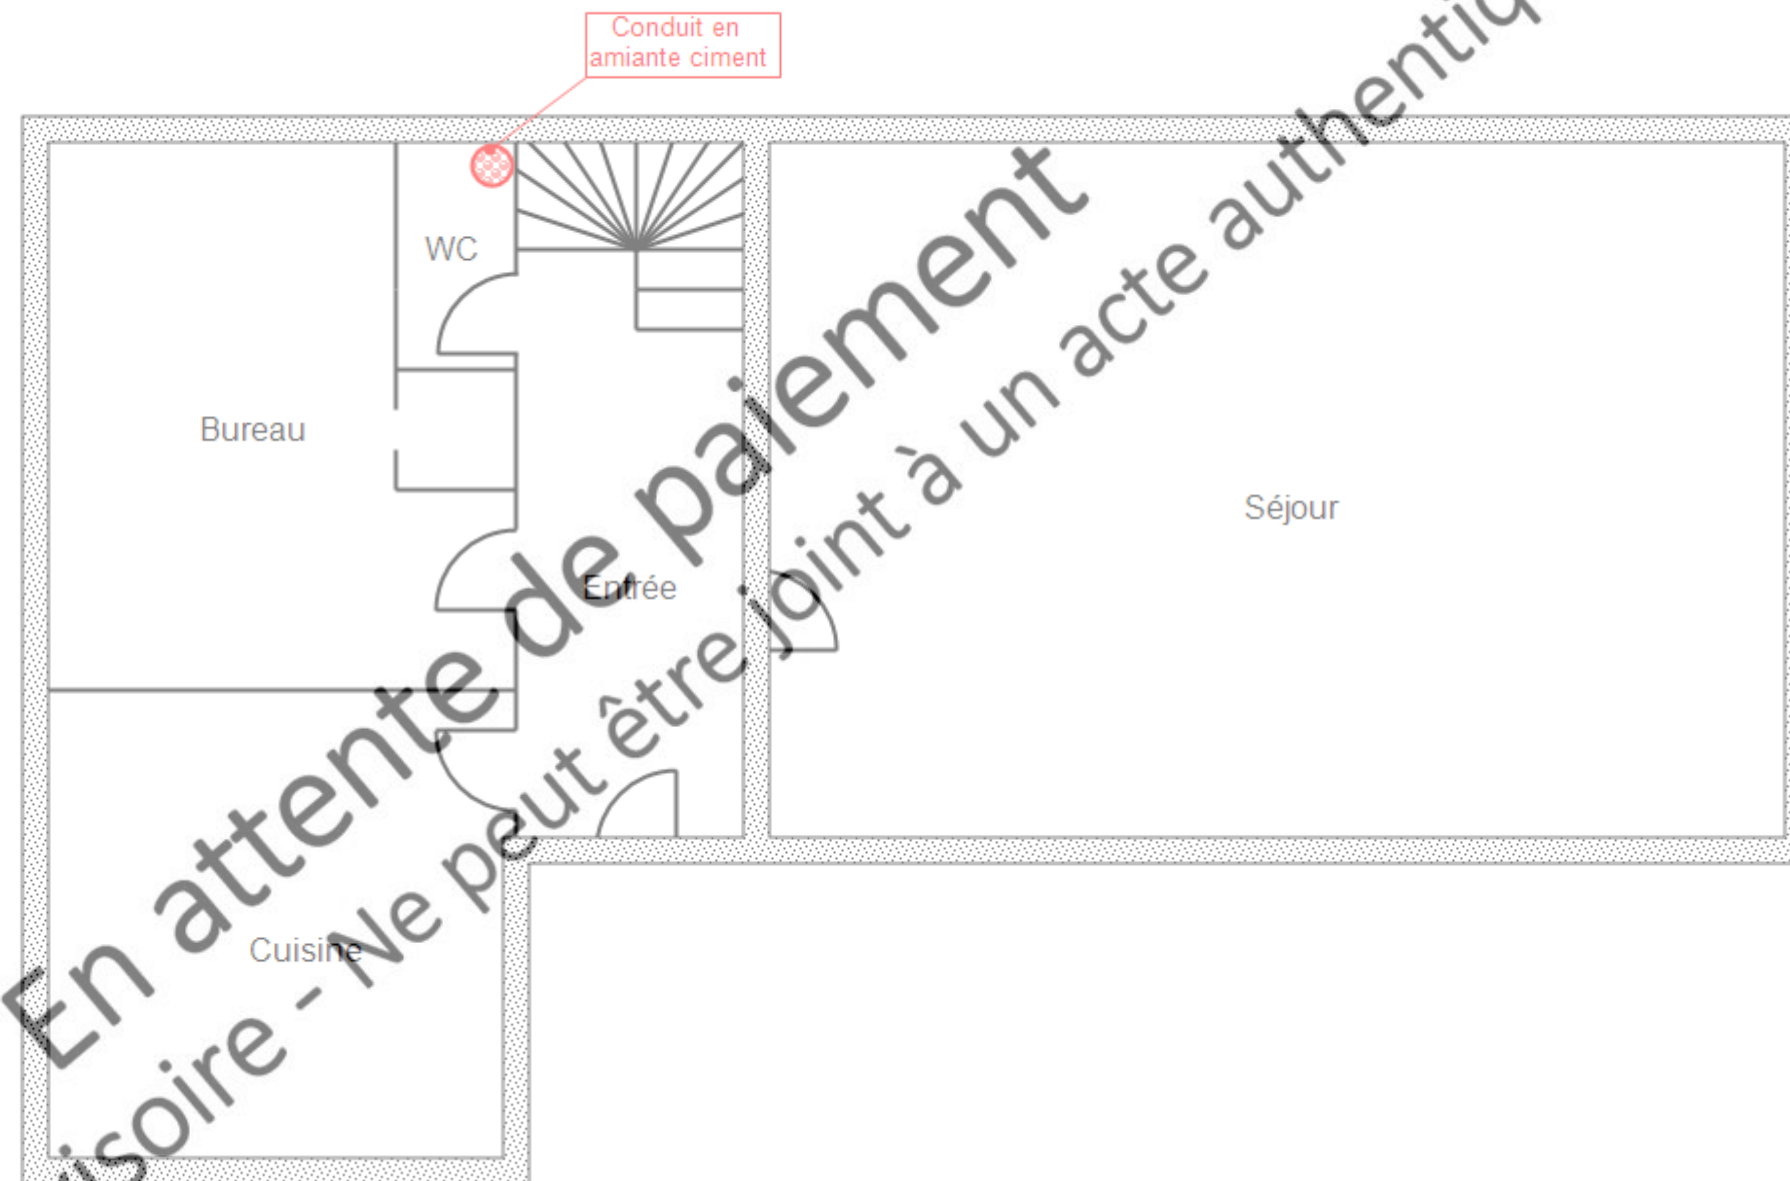 Conduit en
amiante ciment
WC
Bureau
Séjour
Entrée
Cuisine
En attente de paiement
visoire - Ne peut être joint à un acte authentiq